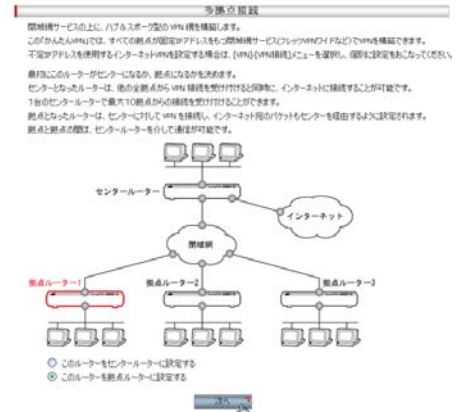 多拠点接続
閉域網サービスの上に、ハブ&スポーク型の VPN 網を構築します。
この「かんたんVPN」では、すべての拠点が固定IPアドレスをもつ閉域網サービス(フレッツVPNワイドなど)でVPNを構築できます。
不定IPアドレスを使用するインターネットVPNを設定する場合は、[VPN]-[VPN接続]メニューを選択し、個別に設定をおこなってください。
最初にこのルーターがセンターになるか、拠点になるかを決めます。
センターとなったルーターは、他の全拠点から VPN 接続を受け付けると同時に、インターネットに接続することが可能です。
1台のセンタールーターで最大10拠点からの接続を受け付けることができます。
拠点となったルーターは、センターに対して VPN を接続し、インターネット宛のパケットもセンターを経由するように設定されます。
拠点と拠点の間は、センタールーターを介して通信が可能です。
センタールーター
インターネット
閉域網
拠点ルーター1
拠点ルーター2
拠点ルーター3
このルーターをセンタールーターに設定する
このルーターを拠点ルーターに設定する
次へ